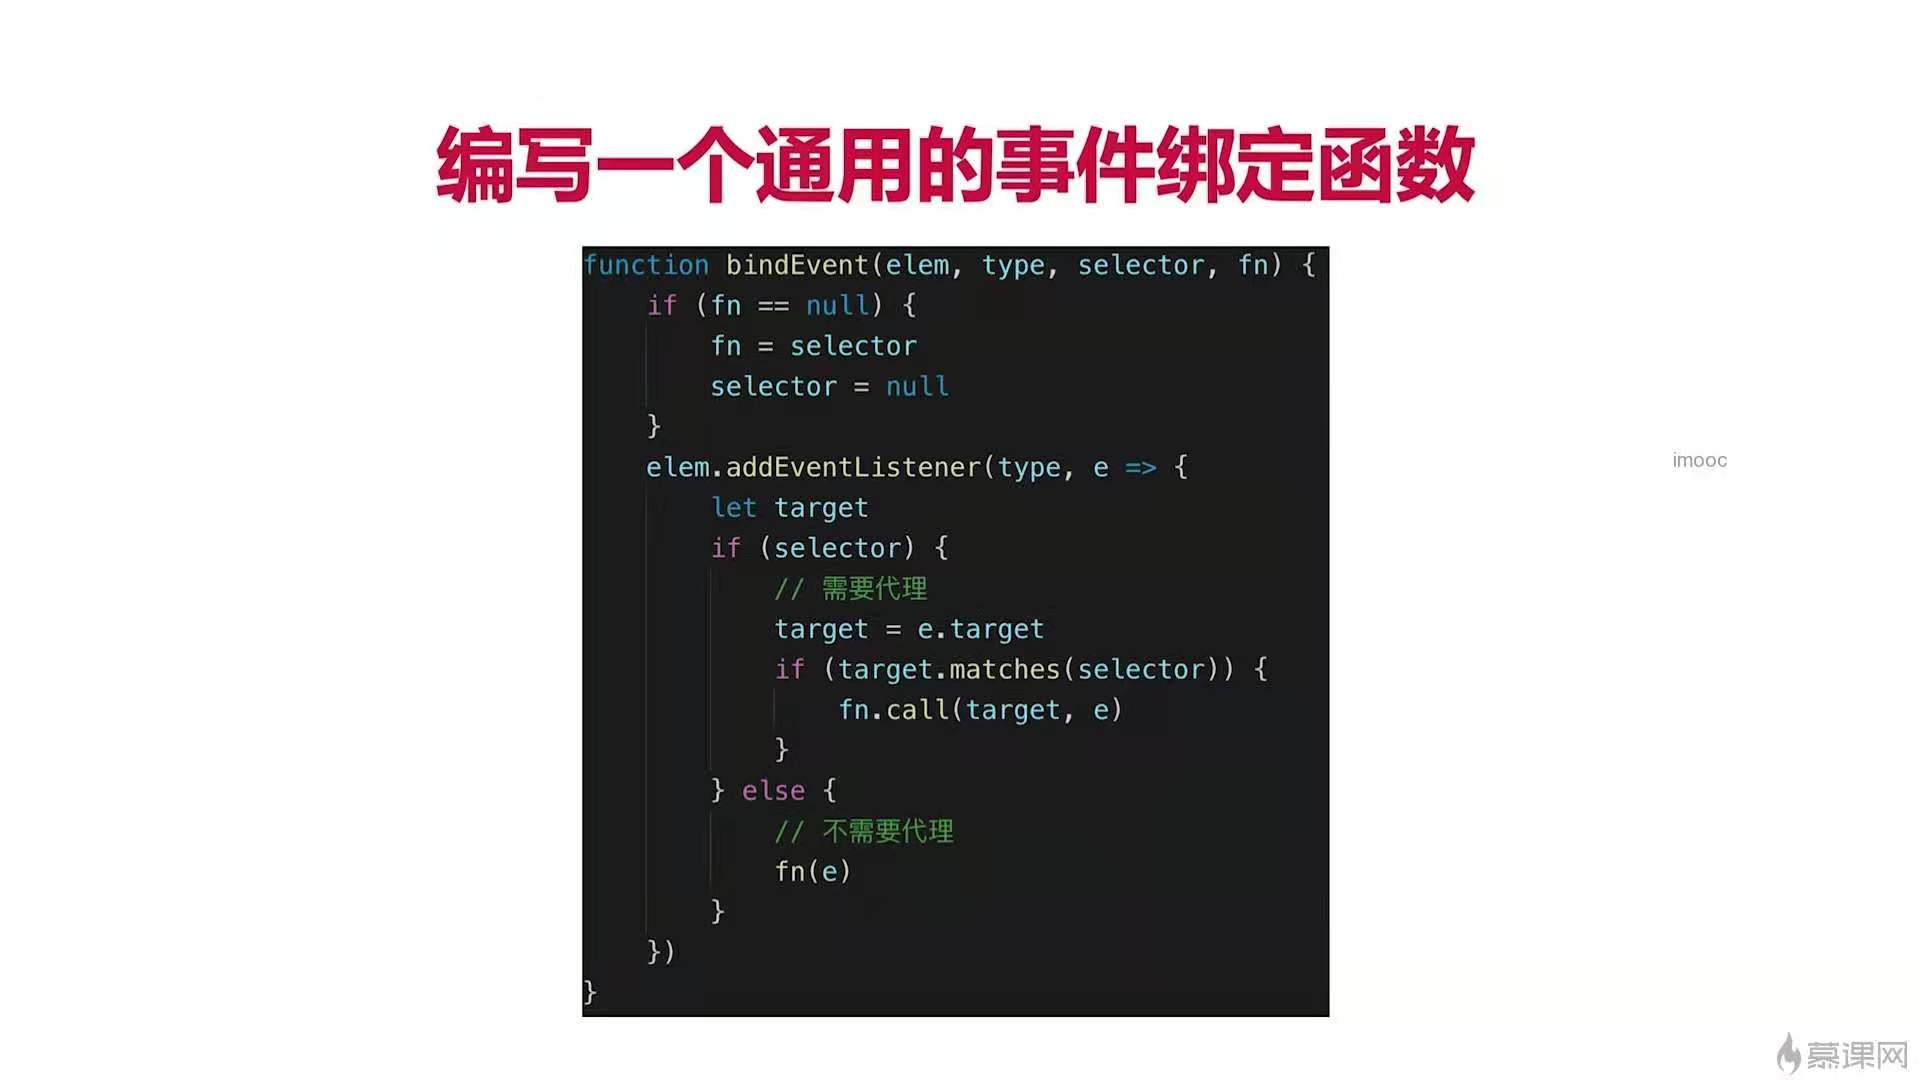 编写一个通用的事件绑定函数
function bindEvent(elem, type, selector, fn) {
    if (fn == null) {
        fn = selector
        selector = null
    }
    elem.addEventListener(type, e => {
        let target
        if (selector) {
            // 需要代理
            target = e.target
            if (target.matches(selector)) {
                fn.call(target, e)
            }
        } else {
            // 不需要代理
            fn(e)
        }
    })
}
imooc
慕课网